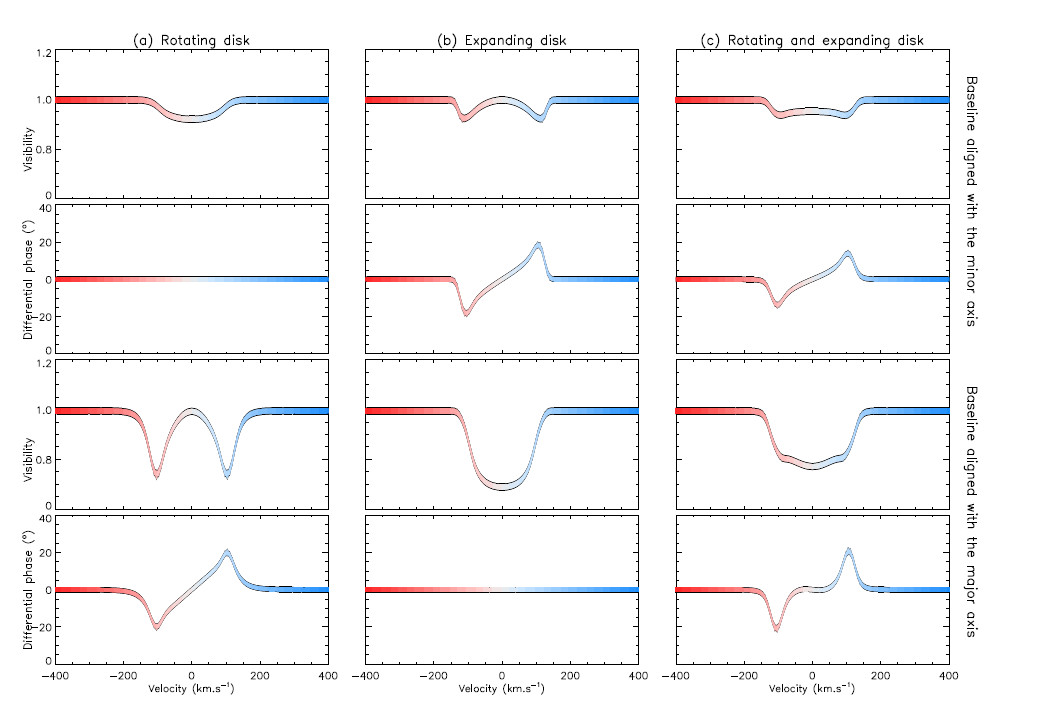 (a) Rotating disk
(b) Expanding disk
(c) Rotating and expanding disk
1.2
1.0
0.8
0
Visibility
Baseline aligned with the minor axis
40
20
0
−20
0
Differential phase (°)
1.2
1.0
0.8
0
Visibility
Baseline aligned with the major axis
40
20
0
−20
0
Differential phase (°)
−400 −200 0 200 400
−200 0 200 400
−400 −200 0 200 400
Velocity (km.s−1)
Velocity (km.s−1)
Velocity (km.s−1)